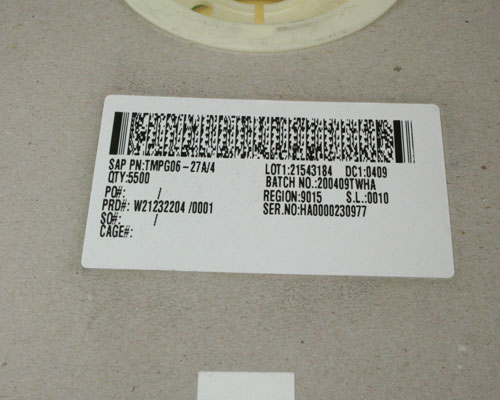 SAP PN:TMPG06-27A/4 LOT1:21543184 DC1:0409
QTY:5500 BATCH NO.:200409TWHA
PO#: / REGION:9015 S.L.:0010
PRD#: W21232204 /0001 SER.NO:HA0000230977
SO#: /
CAGE#: